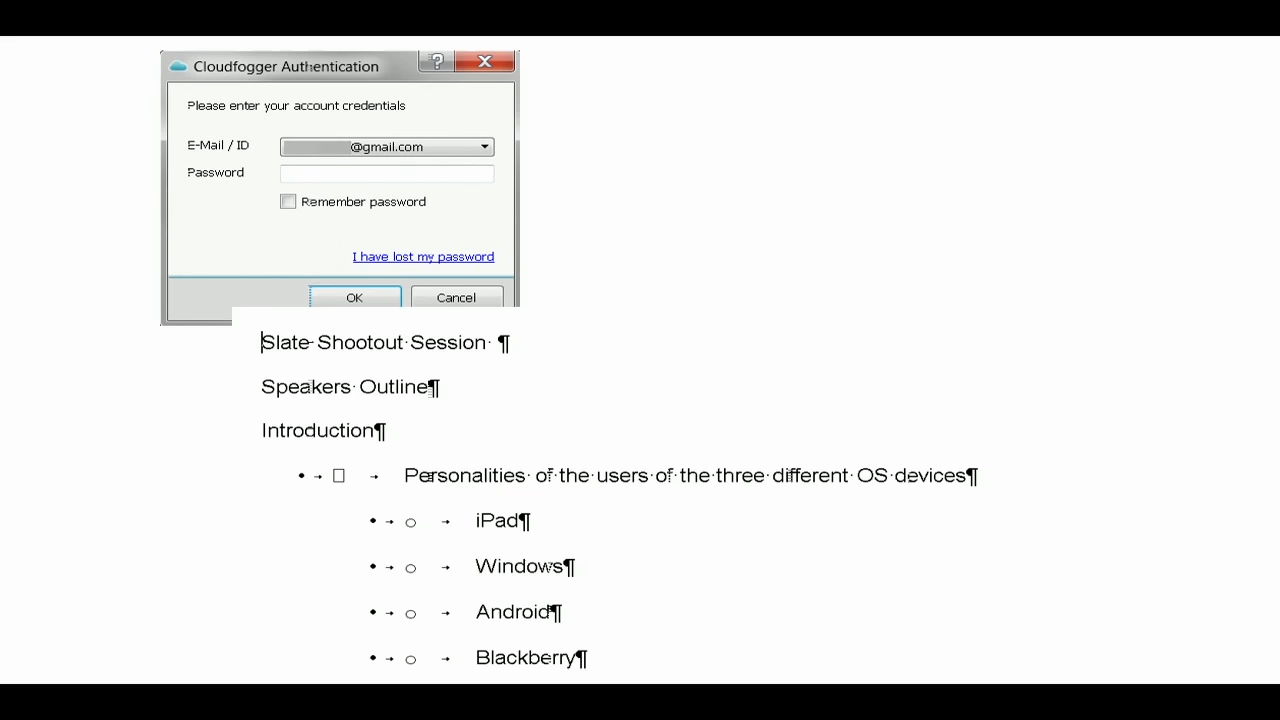 Cloudfogger Authentication
Please enter your account credentials
E-Mail / ID @gmail.com
Password
Remember password
I have lost my password
OK Cancel
Slate Shootout Session ¶
Speakers Outline¶
Introduction¶
• → □ → Personalities of the users of the three different OS devices¶
• → o → iPad¶
• → o → Windows¶
• → o → Android¶
• → o → Blackberry¶